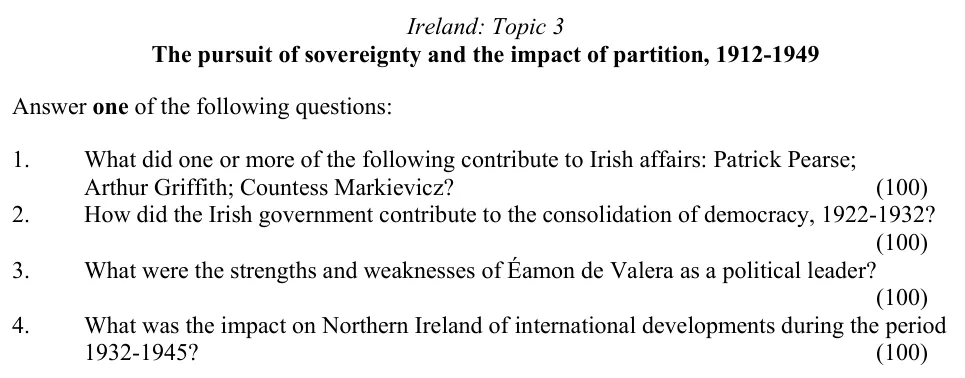 Ireland: Topic 3
The pursuit of sovereignty and the impact of partition, 1912-1949
Answer one of the following questions:
1. What did one or more of the following contribute to Irish affairs: Patrick Pearse;
Arthur Griffith; Countess Markievicz? (100)
2. How did the Irish government contribute to the consolidation of democracy, 1922-1932?
(100)
3. What were the strengths and weaknesses of Éamon de Valera as a political leader?
(100)
4. What was the impact on Northern Ireland of international developments during the period
1932-1945? (100)